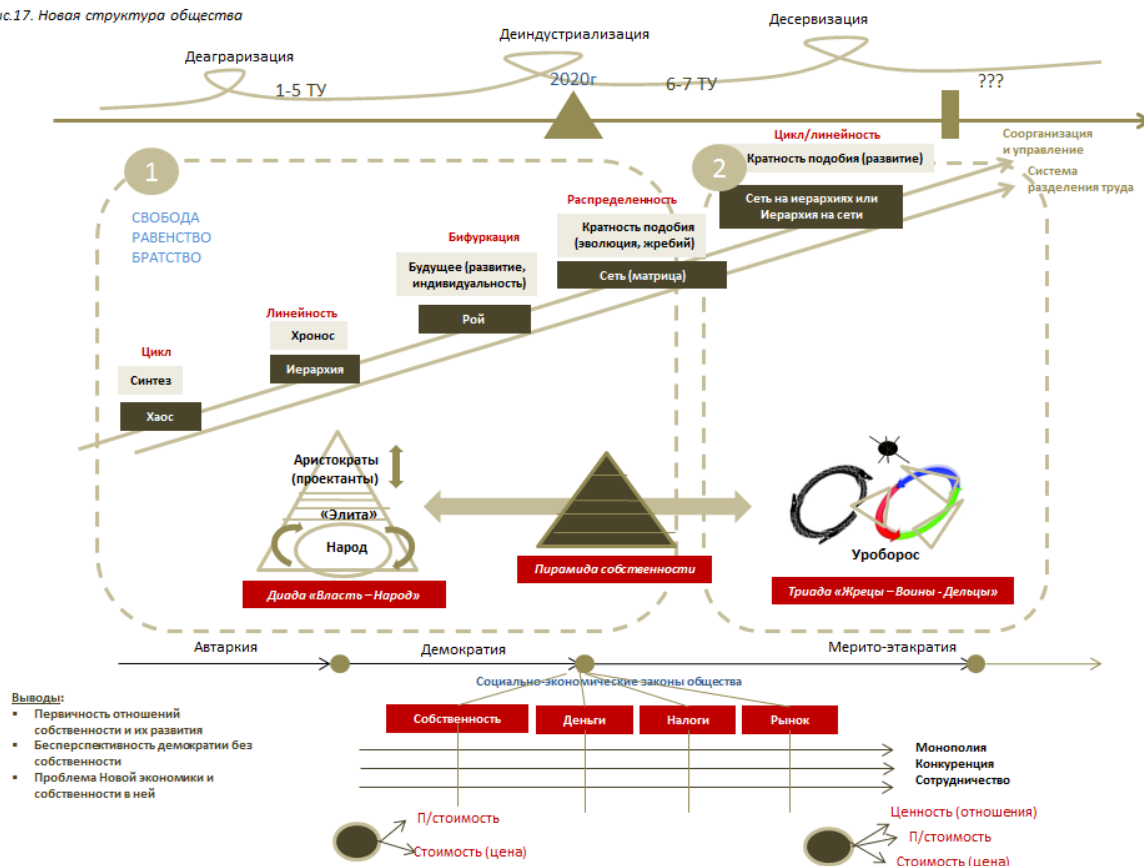 ис.17. Новая структура общества
Деаграризация
Деиндустриализация
Десервизация
1-5 ТУ
2020г
6-7 ТУ
???
1
СВОБОДА
РАВЕНСТВО
БРАТСТВО
2
Цикл/линейность
Кратность подобия (развитие)
Сеть на иерархиях или
Иерархия на сети
Соорганизация
и управление
Система
разделения труда
Распределенность
Кратность подобия
(эволюция, жребий)
Сеть (матрица)
Бифуркация
Будущее (развитие,
индивидуальность)
Рой
Линейность
Хронос
Иерархия
Цикл
Синтез
Хаос
Аристократы
(проектанты)
«Элита»
Народ
Диада «Власть – Народ»
Пирамида собственности
Уроборос
Триада «Жрецы – Воины - Дельцы»
Автаркия
Демократия
Мерито-этакратия
Социально-экономические законы общества
Собственность
Деньги
Налоги
Рынок
Выводы:
▪ Первичность отношений
собственности и их развития
▪ Бесперспективность демократии без
собственности
▪ Проблема Новой экономики и
собственности в ней
Монополия
Конкуренция
Сотрудничество
П/стоимость
Стоимость (цена)
Ценность (отношения)
П/стоимость
Стоимость (цена)